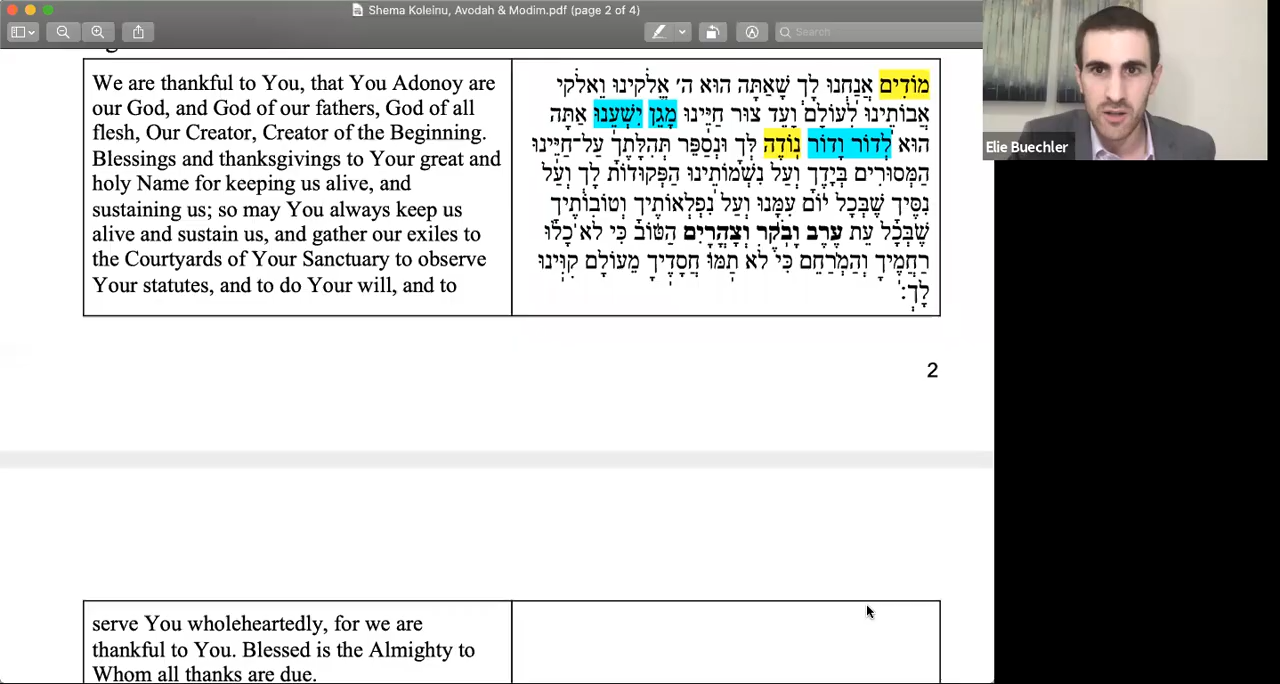 Shema Koleinu, Avodah & Modim.pdf (page 2 of 4)
Search
We are thankful to You, that You Adonoy are
our God, and God of our fathers, God of all
flesh, Our Creator, Creator of the Beginning.
Blessings and thanksgivings to Your great and
holy Name for keeping us alive, and
sustaining us; so may You always keep us
alive and sustain us, and gather our exiles to
the Courtyards of Your Sanctuary to observe
Your statutes, and to do Your will, and to
מוֹדִים אֲנַחְנוּ לָךְ שָׁאַתָּה הוּא ה' אֱלֹקֵינוּ וֵאלֹקֵי
אֲבוֹתֵינוּ לְעוֹלָם וָעֶד צוּר חַיֵּינוּ מָגֵן יִשְׁעֵנוּ אַתָּה
הוּא לְדוֹר וָדוֹר נוֹדֶה לְּךָ וּנְסַפֵּר תְּהִלָּתֶךָ עַל-חַיֵּינוּ
הַמְּסוּרִים בְּיָדֶךָ וְעַל נִשְׁמוֹתֵינוּ הַפְּקוּדוֹת לָךְ וְעַל
נִסֶּיךָ שֶׁבְּכָל יוֹם עִמָּנוּ וְעַל נִפְלְאוֹתֶיךָ וְטוֹבוֹתֶיךָ
שֶׁבְּכָל עֵת עֶרֶב וָבֹקֶר וְצָהֳרָיִם הַטּוֹב כִּי לֹא כָלוּ
רַחֲמֶיךָ וְהַמְרַחֵם כִּי לֹא תַמּוּ חֲסָדֶיךָ מֵעוֹלָם קִוִּינוּ
לָךְ:
2
serve You wholeheartedly, for we are
thankful to You. Blessed is the Almighty to
Whom all thanks are due.
Elie Buechler